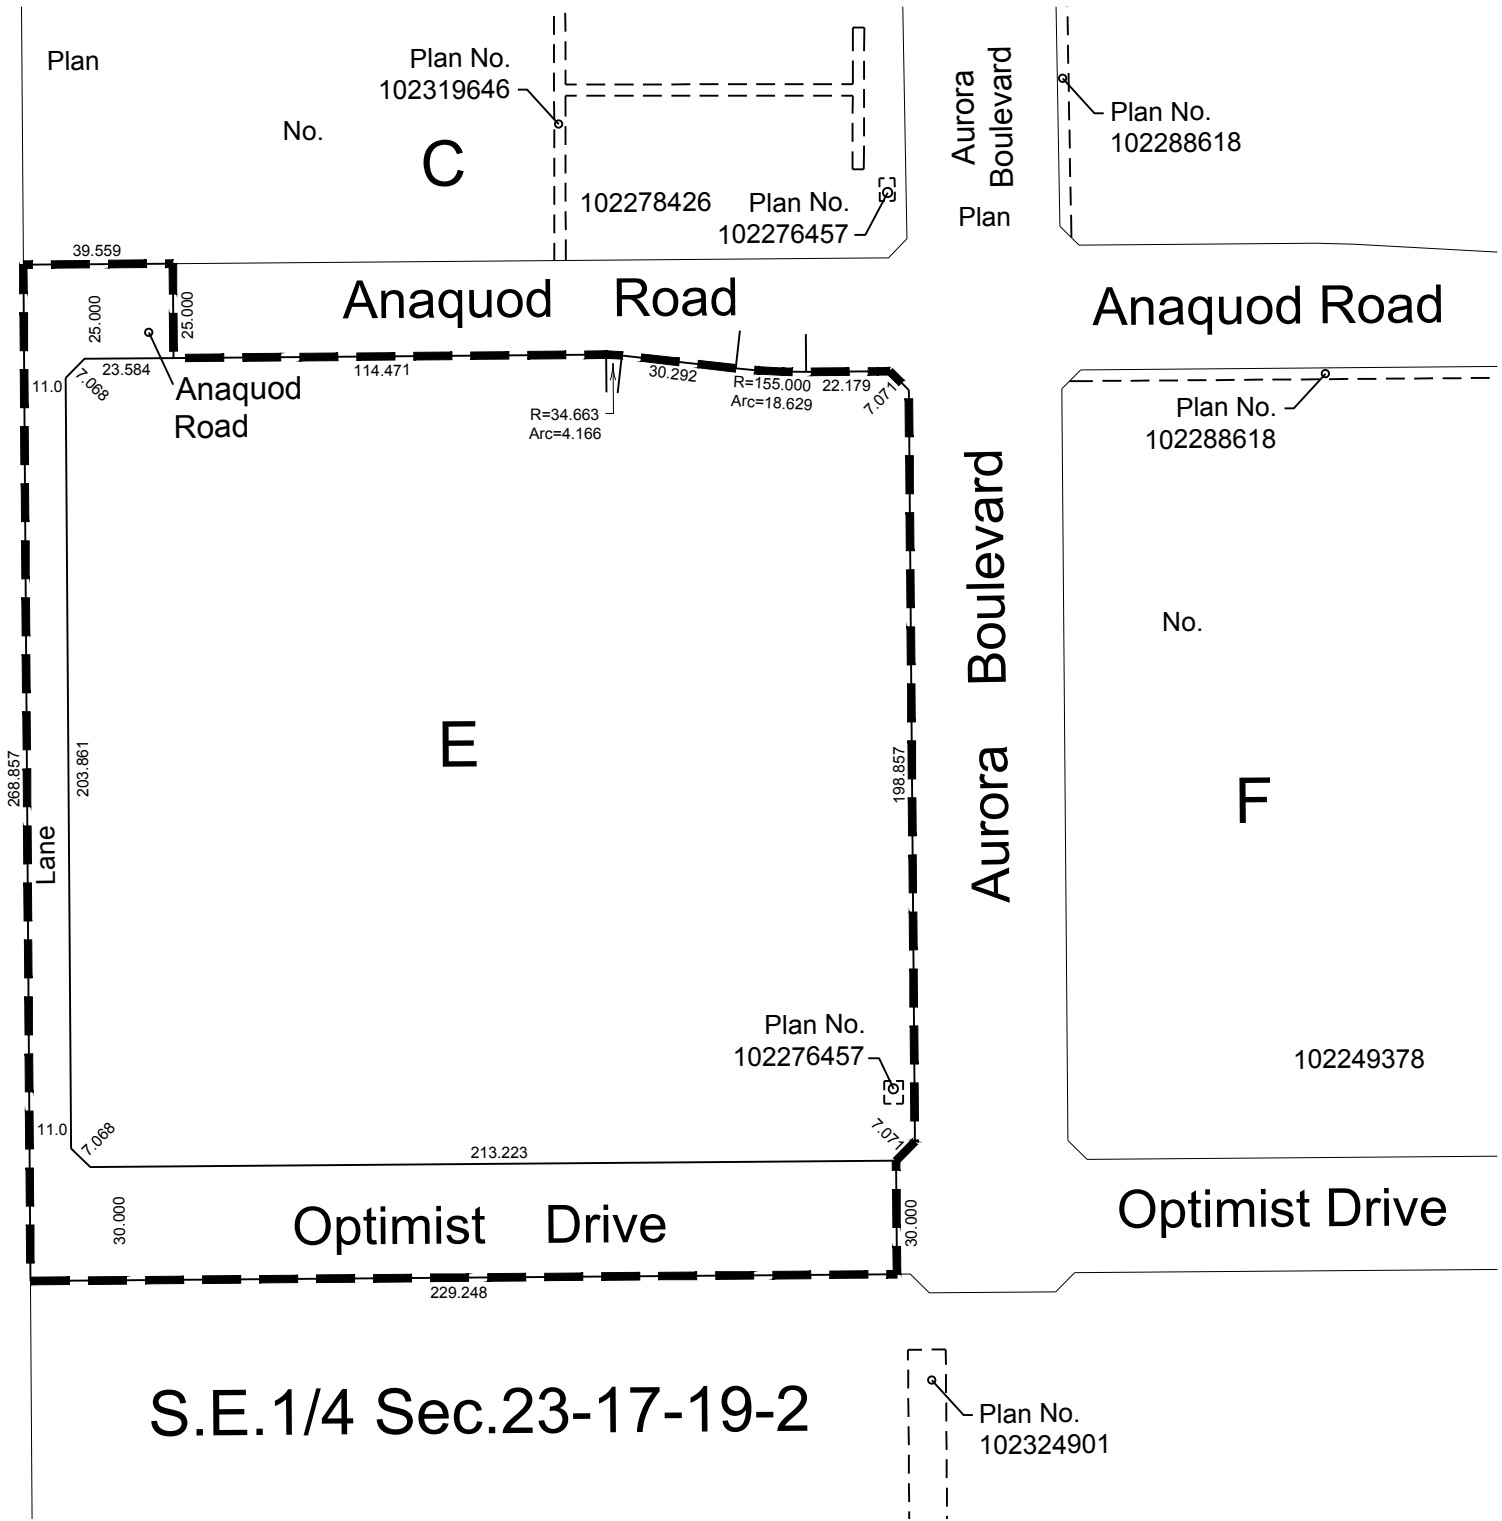 Plan
No.
C
Plan No.
102319646
102278426
Plan No.
102276457
Aurora
Boulevard
Plan
Plan No.
102288618
39.559
25.000
25.000
Anaquod Road
Anaquod Road
11.0
7.068
23.584
Anaquod
Road
114.471
R=34.663
Arc=4.166
30.292
R=155.000
Arc=18.629
22.179
7.071
Plan No.
102288618
No.
Aurora Boulevard
E
F
268.857
203.861
198.857
Lane
Plan No.
102276457
102249378
11.0
7.068
213.223
7.071
30.000
Optimist Drive
30.000
Optimist Drive
229.248
S.E.1/4 Sec.23-17-19-2
Plan No.
102324901